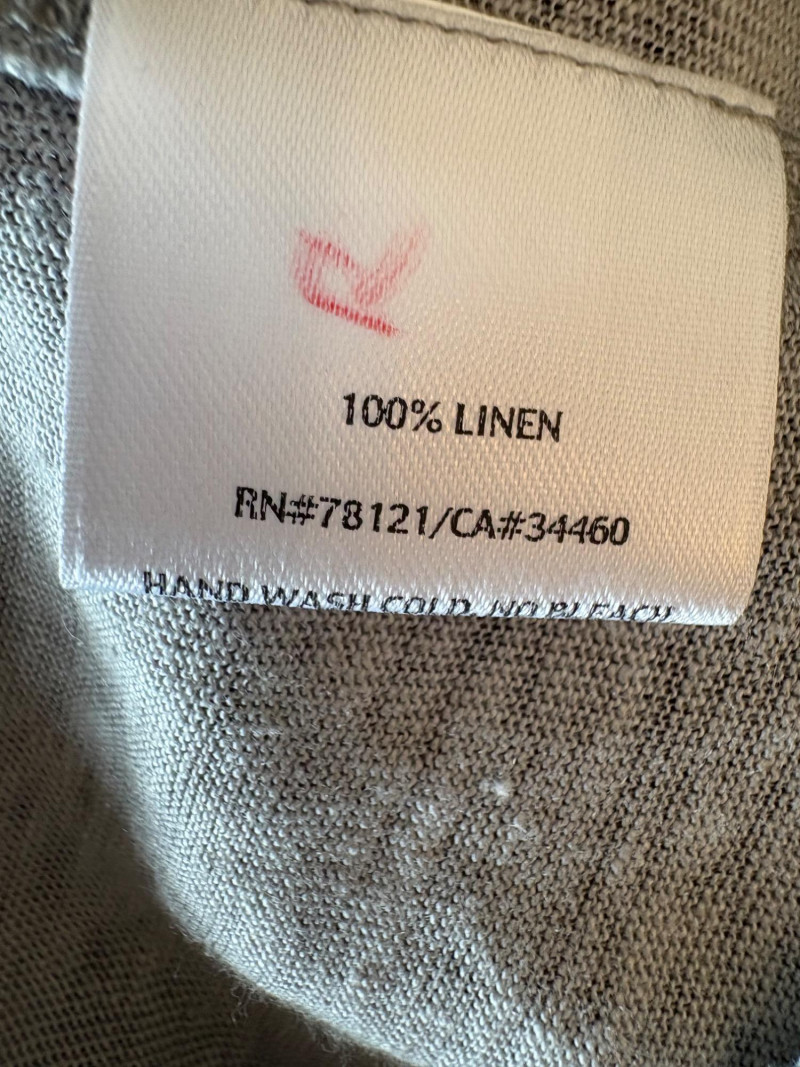 R
100% LINEN
RN#78121/CA#34460
HAND WASH COLD, NO BLEACH